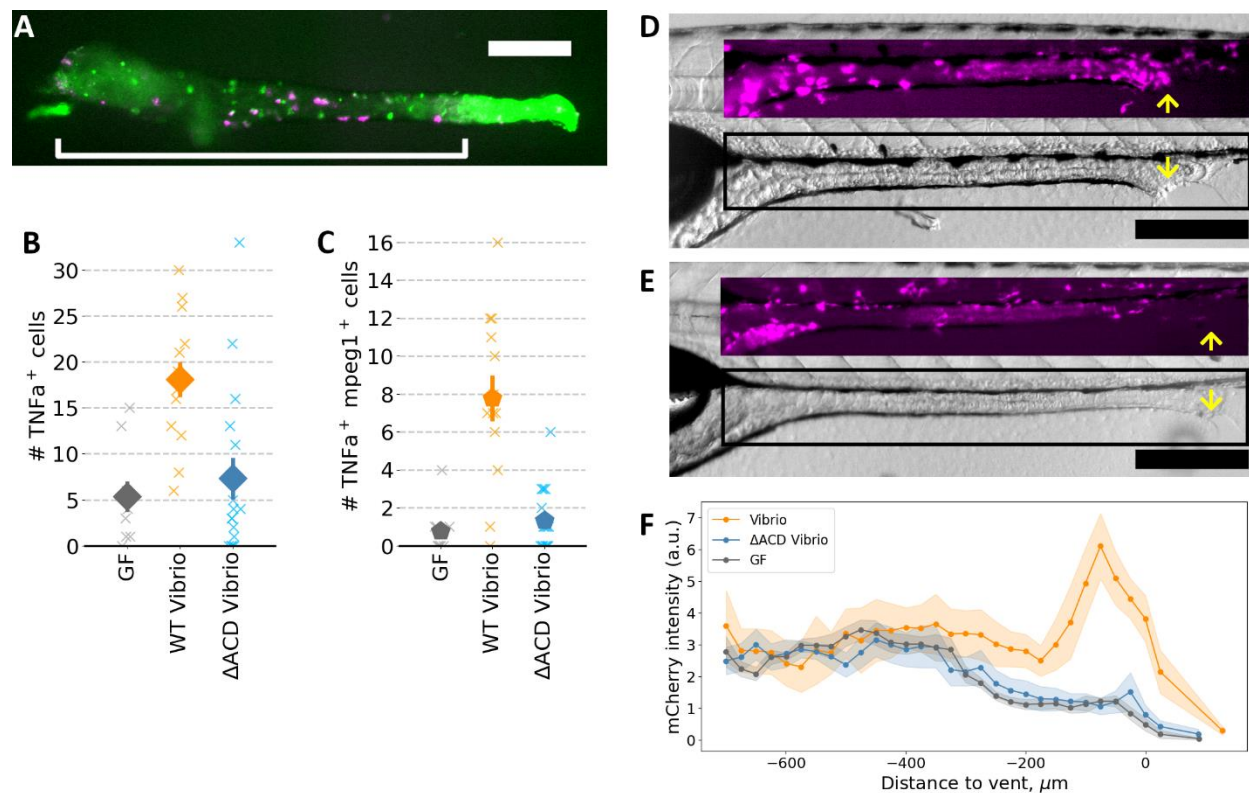 A
B
# TNFa⁺ cells
30
25
20
15
10
5
0
GF
WT Vibrio
ΔACD Vibrio
C
# TNFa⁺ mpeg1⁺ cells
16
14
12
10
8
6
4
2
0
GF
WT Vibrio
ΔACD Vibrio
D
E
F
mCherry intensity (a.u.)
7
6
5
4
3
2
1
0
Vibrio
ΔACD Vibrio
GF
−600
−400
−200
0
Distance to vent, μm